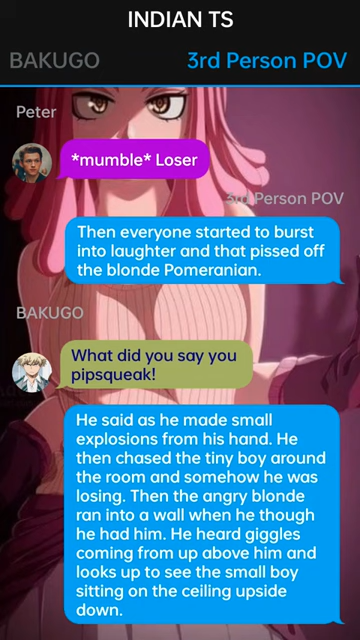 INDIAN TS
BAKUGO
3rd Person POV
Peter
*mumble* Loser
3rd Person POV
Then everyone started to burst
into laughter and that pissed off
the blonde Pomeranian.
BAKUGO
What did you say you
pipsqueak!
He said as he made small
explosions from his hand. He
then chased the tiny boy around
the room and somehow he was
losing. Then the angry blonde
ran into a wall when he though
he had him. He heard giggles
coming from up above him and
looks up to see the small boy
sitting on the ceiling upside
down.